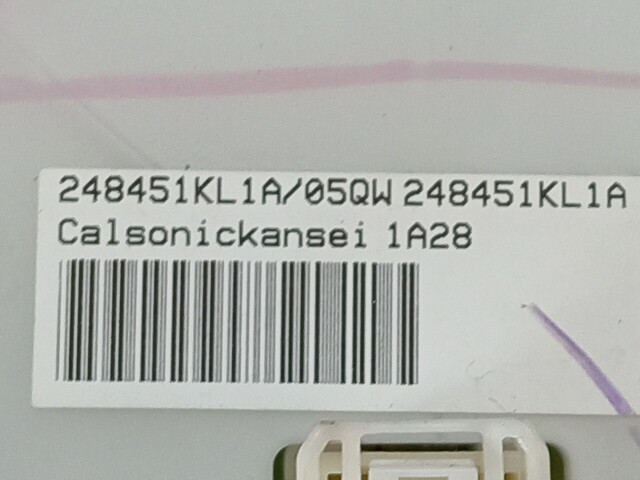 248451KL1A/05QW 248451KL1A
Calsonickansei 1A28